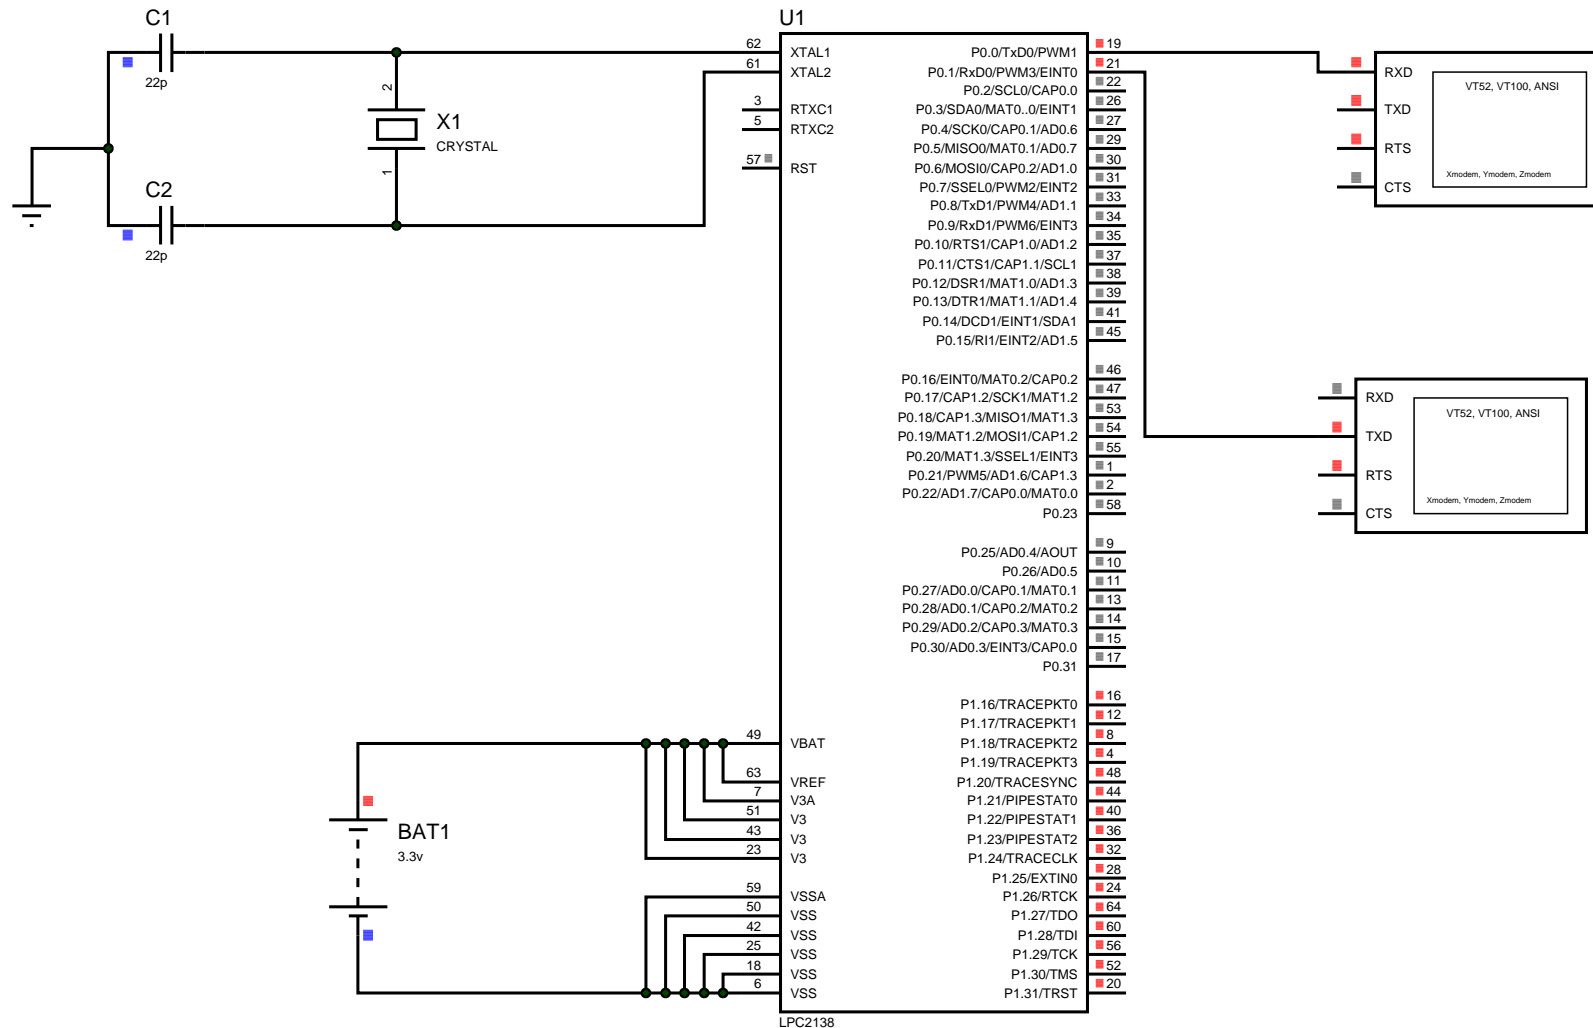 C1
22p
C2
22p
2
X1
CRYSTAL
1
U1
62 XTAL1
61 XTAL2
3 RTXC1
5 RTXC2
57 RST
49 VBAT
63 VREF
7 V3A
51 V3
43 V3
23 V3
59 VSSA
50 VSS
42 VSS
25 VSS
18 VSS
6 VSS
BAT1
3.3v
P0.0/TxD0/PWM1 19
P0.1/RxD0/PWM3/EINT0 21
P0.2/SCL0/CAP0.0 22
P0.3/SDA0/MAT0..0/EINT1 26
P0.4/SCK0/CAP0.1/AD0.6 27
P0.5/MISO0/MAT0.1/AD0.7 29
P0.6/MOSI0/CAP0.2/AD1.0 30
P0.7/SSEL0/PWM2/EINT2 31
P0.8/TxD1/PWM4/AD1.1 33
P0.9/RxD1/PWM6/EINT3 34
P0.10/RTS1/CAP1.0/AD1.2 35
P0.11/CTS1/CAP1.1/SCL1 37
P0.12/DSR1/MAT1.0/AD1.3 38
P0.13/DTR1/MAT1.1/AD1.4 39
P0.14/DCD1/EINT1/SDA1 41
P0.15/RI1/EINT2/AD1.5 45
P0.16/EINT0/MAT0.2/CAP0.2 46
P0.17/CAP1.2/SCK1/MAT1.2 47
P0.18/CAP1.3/MISO1/MAT1.3 53
P0.19/MAT1.2/MOSI1/CAP1.2 54
P0.20/MAT1.3/SSEL1/EINT3 55
P0.21/PWM5/AD1.6/CAP1.3 1
P0.22/AD1.7/CAP0.0/MAT0.0 2
P0.23 58
P0.25/AD0.4/AOUT 9
P0.26/AD0.5 10
P0.27/AD0.0/CAP0.1/MAT0.1 11
P0.28/AD0.1/CAP0.2/MAT0.2 13
P0.29/AD0.2/CAP0.3/MAT0.3 14
P0.30/AD0.3/EINT3/CAP0.0 15
P0.31 17
P1.16/TRACEPKT0 16
P1.17/TRACEPKT1 12
P1.18/TRACEPKT2 8
P1.19/TRACEPKT3 4
P1.20/TRACESYNC 48
P1.21/PIPESTAT0 44
P1.22/PIPESTAT1 40
P1.23/PIPESTAT2 36
P1.24/TRACECLK 32
P1.25/EXTIN0 28
P1.26/RTCK 24
P1.27/TDO 64
P1.28/TDI 60
P1.29/TCK 56
P1.30/TMS 52
P1.31/TRST 20
LPC2138
RXD
TXD
RTS
CTS
VT52, VT100, ANSI
Xmodem, Ymodem, Zmodem
RXD
TXD
RTS
CTS
VT52, VT100, ANSI
Xmodem, Ymodem, Zmodem